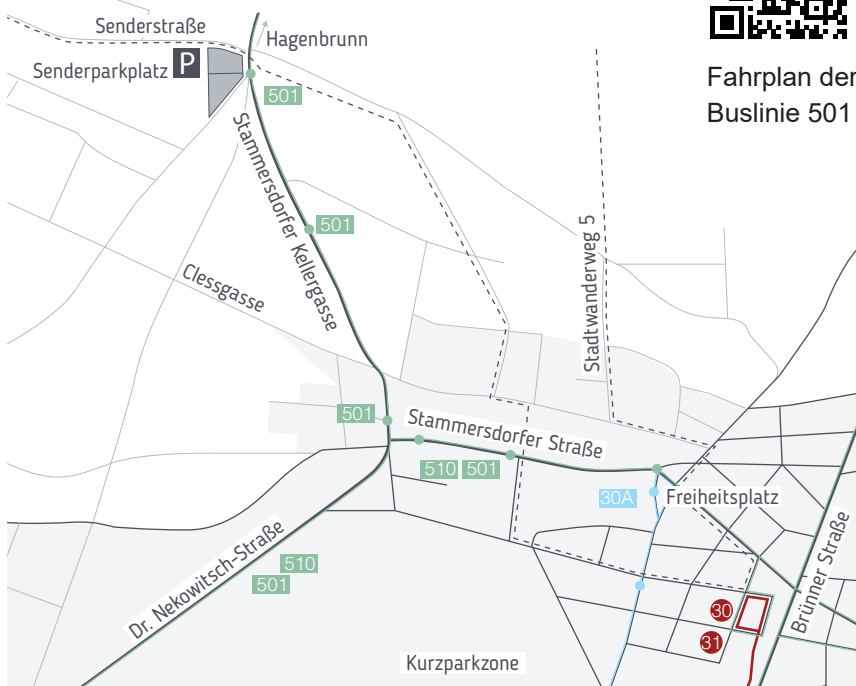 Senderstraße
Hagenbrunn
Senderparkplatz P
501
Fahrplan der
Buslinie 501
Stammersdorfer Kellergasse
501
Stadtwanderweg 5
Clessgasse
501
Stammersdorfer Straße
510 501
30A
Freiheitsplatz
Dr. Nekowitsch-Straße
510
501
Brünner Straße
30
31
Kurzparkzone